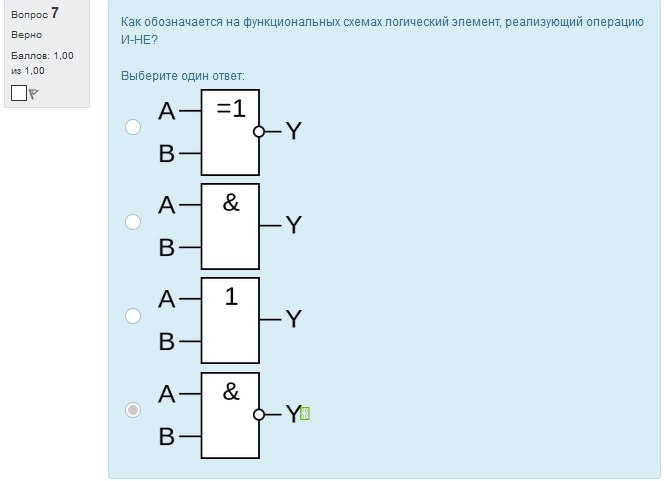 Вопрос 7
Верно
Баллов: 1,00
из 1,00
Как обозначается на функциональных схемах логический элемент, реализующий операцию
И-НЕ?
Выберите один ответ:
A =1
Y
B
A &
Y
B
A 1
Y
B
A &
Y
B